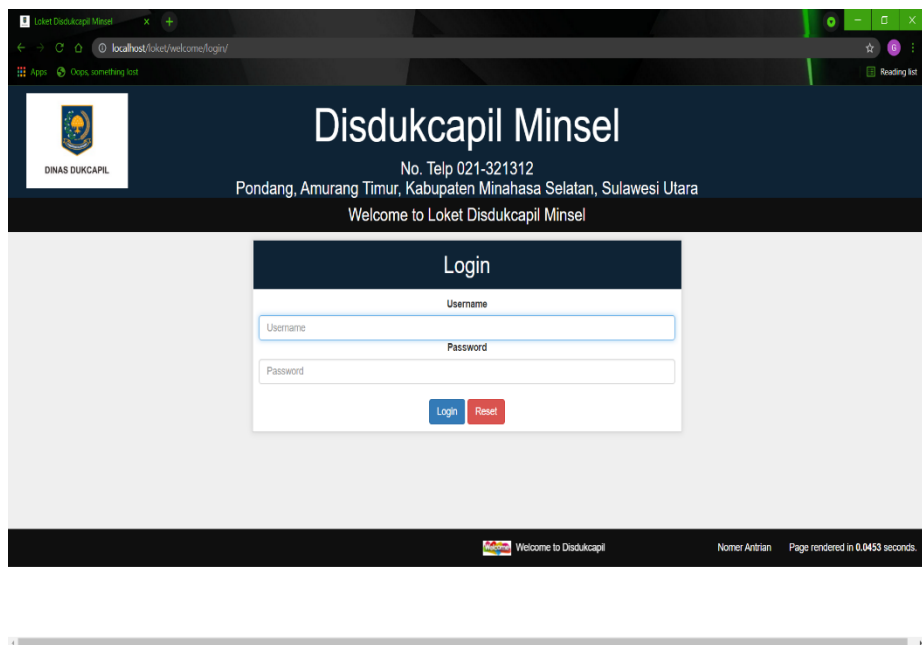 Loket Disdukcapil Minsel
localhost/loket/welcome/login/
G
Apps Oops, something lost Reading list
DINAS DUKCAPIL
Disdukcapil Minsel
No. Telp 021-321312
Pondang, Amurang Timur, Kabupaten Minahasa Selatan, Sulawesi Utara
Welcome to Loket Disdukcapil Minsel
Login
Username
Username
Password
Password
Login Reset
Welcome to Disdukcapil Nomer Antrian Page rendered in 0.0453 seconds.